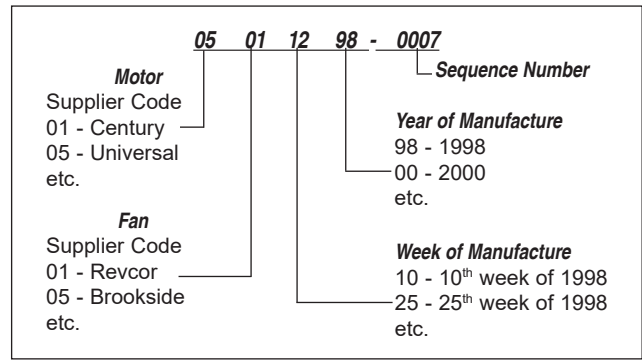 05 01 12 98 - 0007
Sequence Number
Motor
Supplier Code
01 - Century
05 - Universal
etc.
Fan
Supplier Code
01 - Revcor
05 - Brookside
etc.
Year of Manufacture
98 - 1998
00 - 2000
etc.
Week of Manufacture
10 - 10th week of 1998
25 - 25th week of 1998
etc.